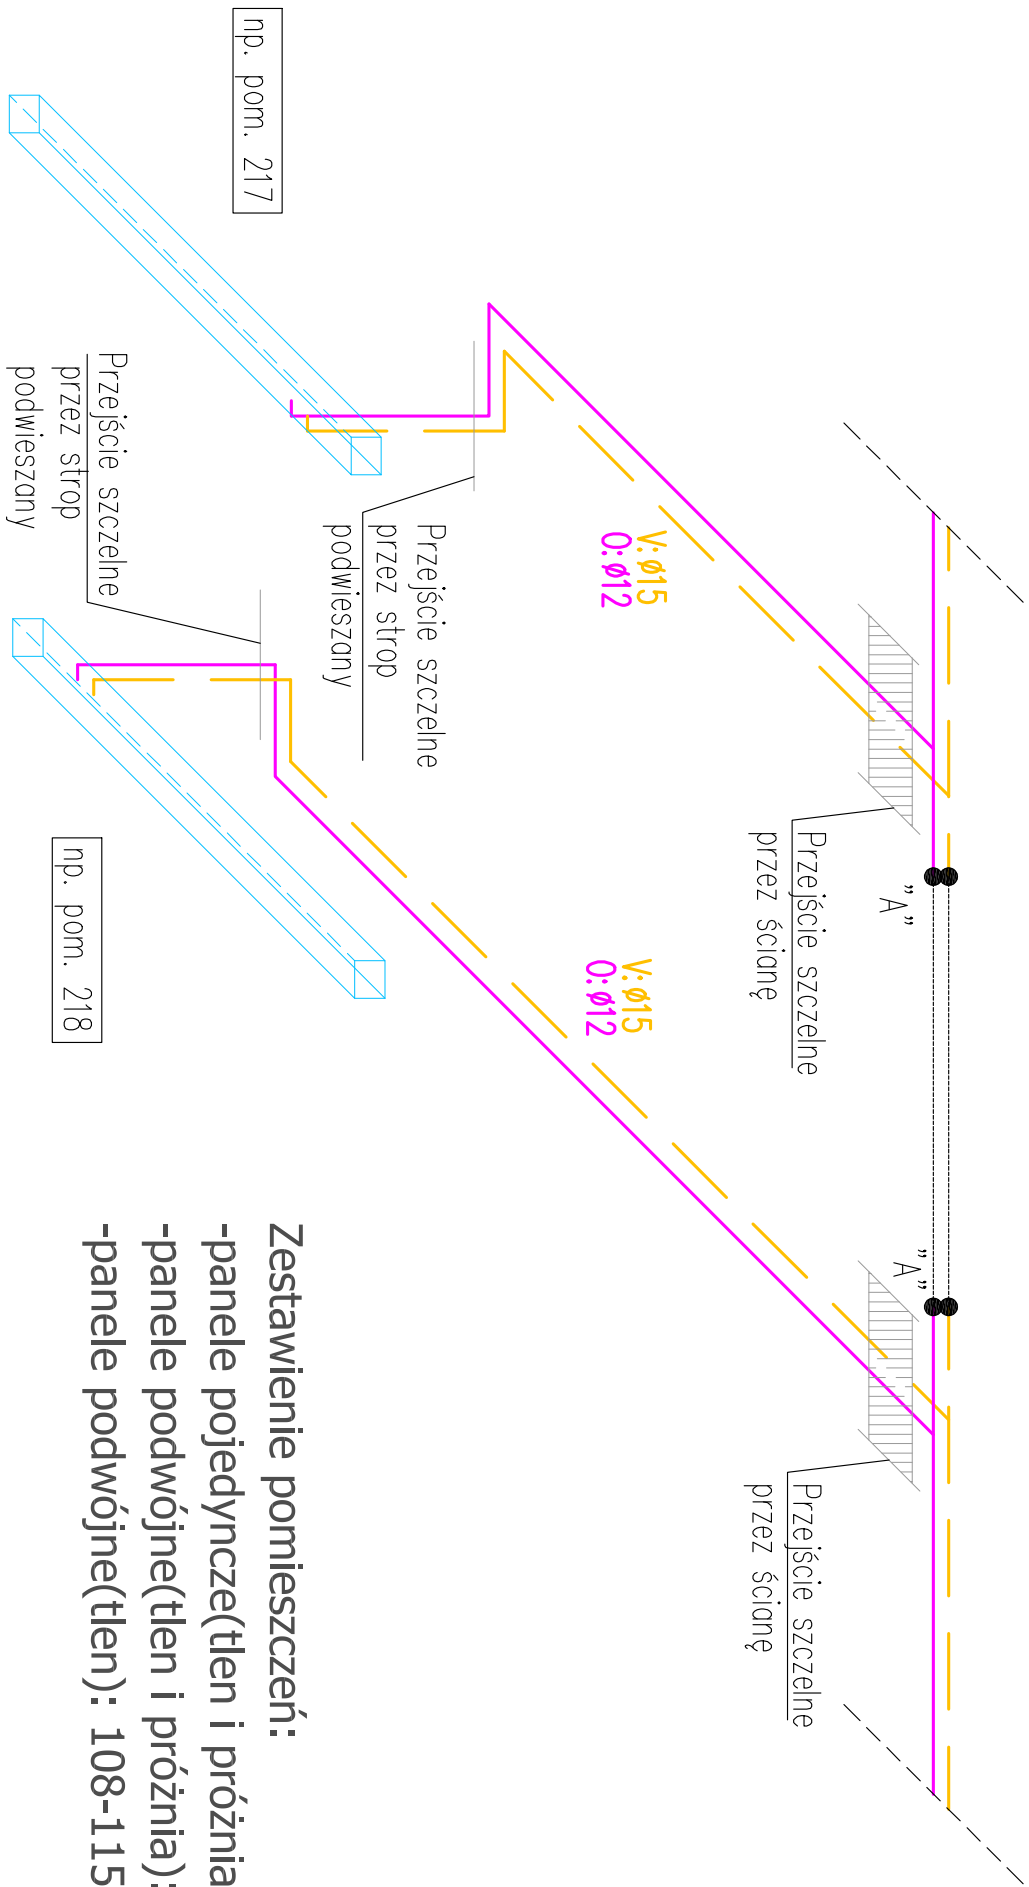 np. pom. 217
Przejście szczelne
przez strop
podwieszany
Przejście szczelne
przez strop
podwieszany
np. pom. 218
V:ø15
O:ø12
V:ø15
O:ø12
"A"
Przejście szczelne
przez ścianę
"A"
Przejście szczelne
przez ścianę
Zestawienie pomieszczeń:
-panele pojedyncze(tlen i próżnia
-panele podwójne(tlen i próżnia):
-panele podwójne(tlen): 108-115